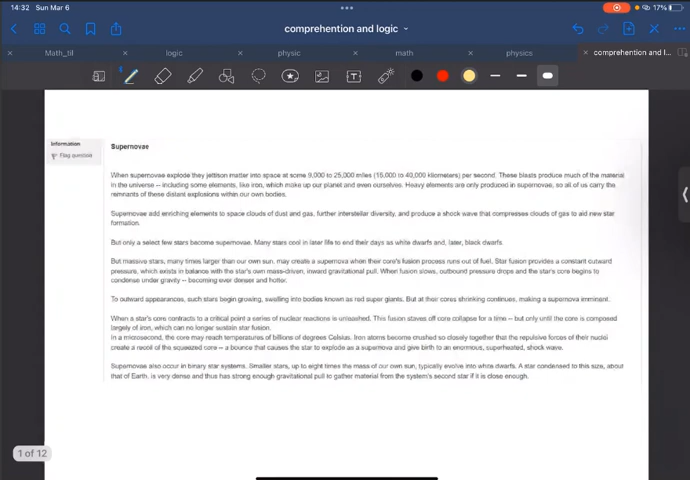 14:32 Sun Mar 6
17%
comprehention and logic
Math_til
logic
physic
math
physics
comprehention and l...
Information
Flag question
Supernovae
When supernovae explode they jettison matter into space at some 9,000 to 25,000 miles (15,000 to 40,000 kilometers) per second. These blasts produce much of the material
in the universe -- including some elements, like iron, which make up our planet and even ourselves. Heavy elements are only produced in supernovae, so all of us carry the
remnants of these distant explosions within our own bodies.
Supernovae add enriching elements to space clouds of dust and gas, further interstellar diversity, and produce a shock wave that compresses clouds of gas to aid new star
formation.
But only a select few stars become supernovae. Many stars cool in later life to end their days as white dwarfs and, later, black dwarfs.
But massive stars, many times larger than our own sun, may create a supernova when their core's fusion process runs out of fuel. Star fusion provides a constant outward
pressure, which exists in balance with the star's own mass-driven, inward gravitational pull. When fusion slows, outbound pressure drops and the star's core begins to
condense under gravity -- becoming ever denser and hotter.
To outward appearances, such stars begin growing, swelling into bodies known as red super giants. But at their cores shrinking continues, making a supernova imminent.
When a star's core contracts to a critical point a series of nuclear reactions is unleashed. This fusion staves off core collapse for a time -- but only until the core is composed
largely of iron, which can no longer sustain star fusion.
In a microsecond, the core may reach temperatures of billions of degrees Celsius. Iron atoms become crushed so closely together that the repulsive forces of their nuclei
create a recoil of the squeezed core -- a bounce that causes the star to explode as a supernova and give birth to an enormous, superheated, shock wave.
Supernovae also occur in binary star systems. Smaller stars, up to eight times the mass of our own sun, typically evolve into white dwarfs. A star condensed to this size, about
that of Earth, is very dense and thus has strong enough gravitational pull to gather material from the system's second star if it is close enough.
1 of 12